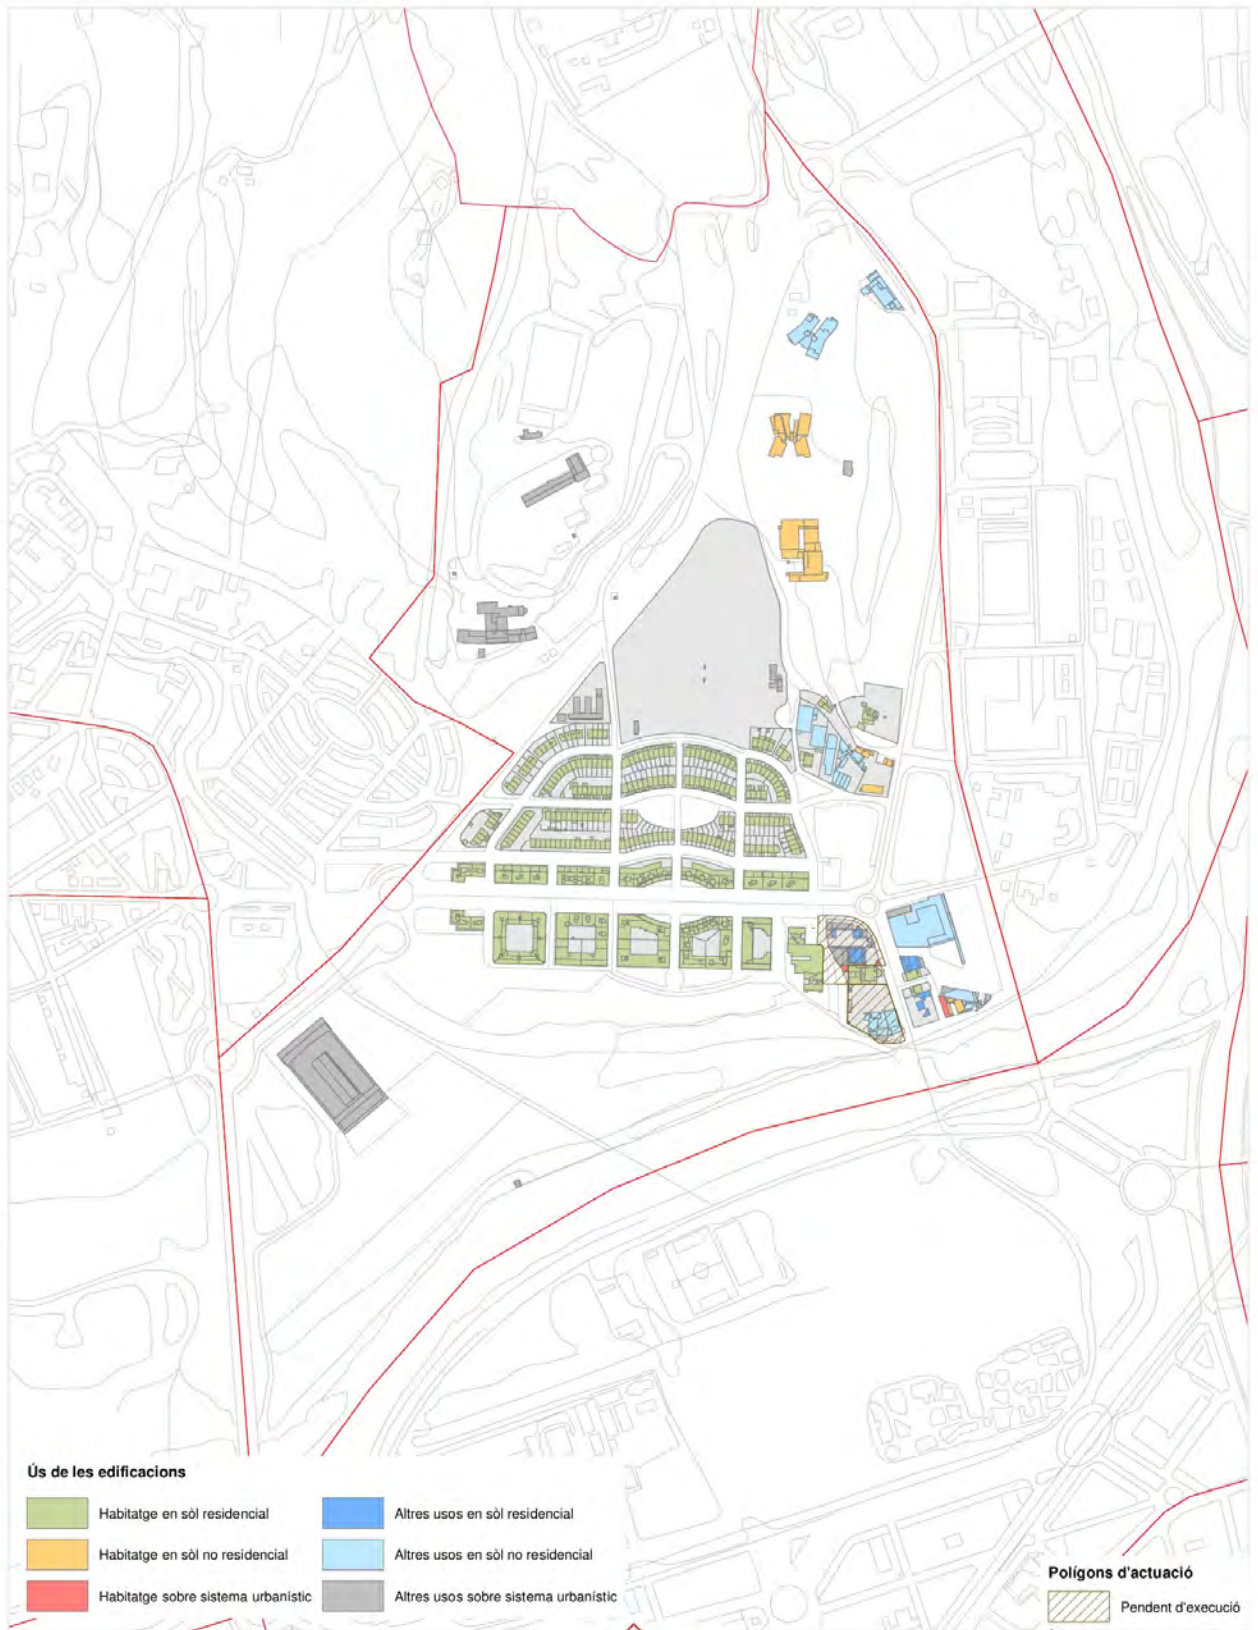 Ús de les edificacions
Habitatge en sòl residencial
Altres usos en sòl residencial
Habitatge en sòl no residencial
Altres usos en sòl no residencial
Habitatge sobre sistema urbanístic
Altres usos sobre sistema urbanístic
Polígons d'actuació
Pendent d'execució